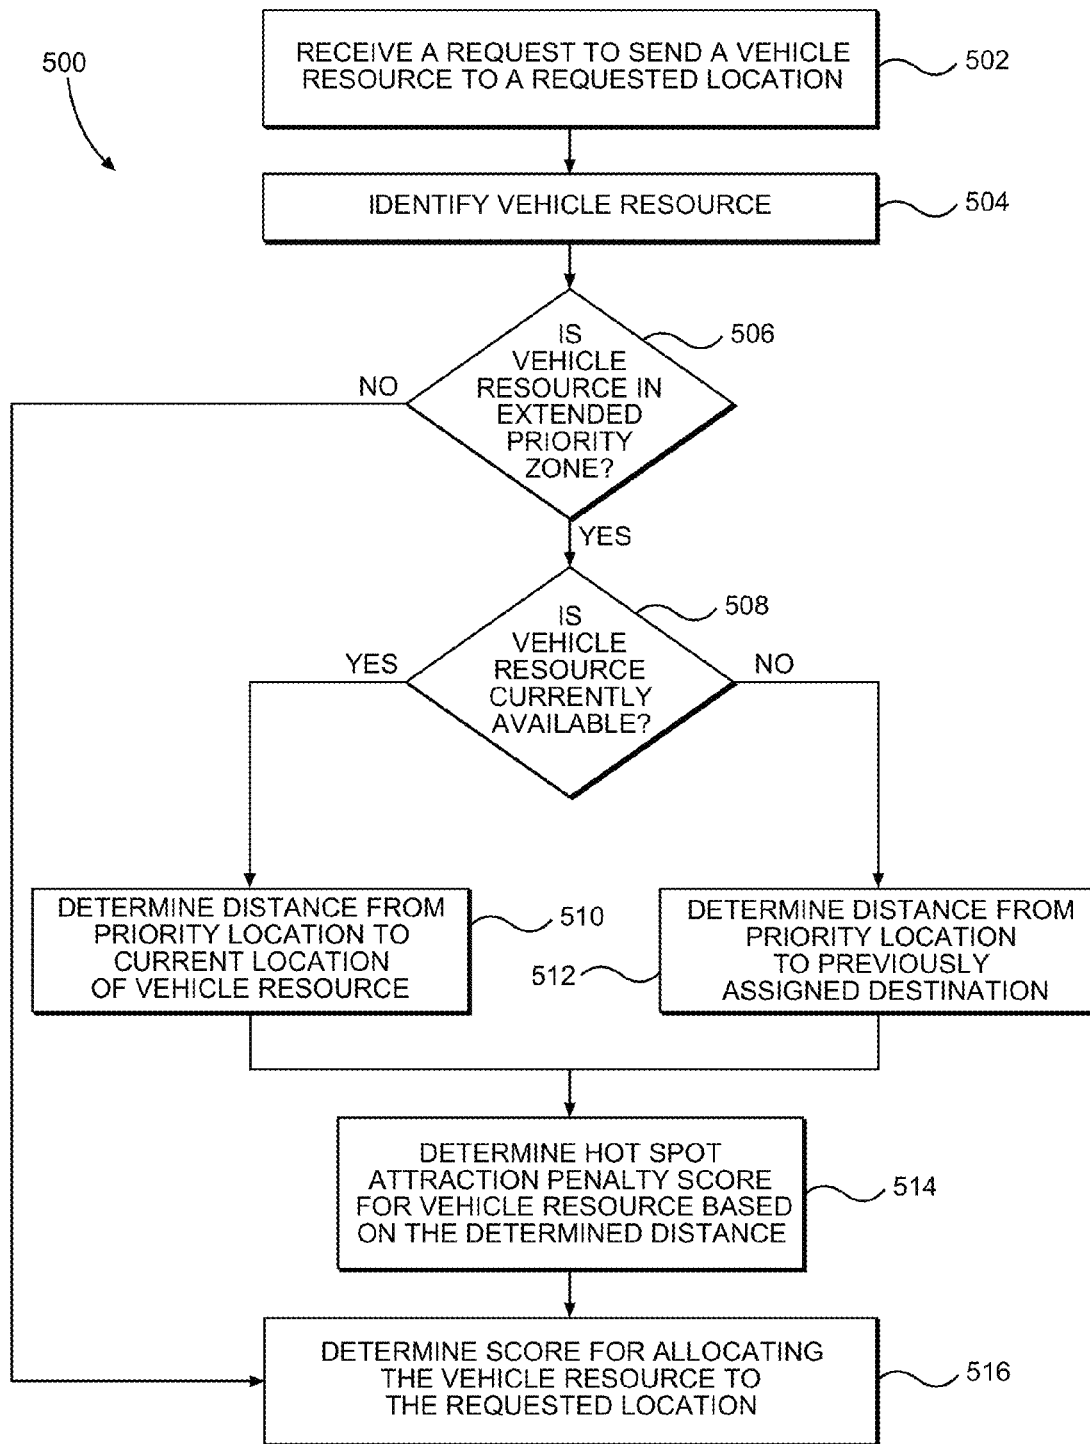 500
RECEIVE A REQUEST TO SEND A VEHICLE
RESOURCE TO A REQUESTED LOCATION
502
IDENTIFY VEHICLE RESOURCE
504
IS
VEHICLE
RESOURCE IN
EXTENDED
PRIORITY
ZONE?
506
NO
YES
IS
VEHICLE
RESOURCE
CURRENTLY
AVAILABLE?
508
YES
NO
DETERMINE DISTANCE FROM
PRIORITY LOCATION TO
CURRENT LOCATION
OF VEHICLE RESOURCE
510
DETERMINE DISTANCE FROM
PRIORITY LOCATION
TO PREVIOUSLY
ASSIGNED DESTINATION
512
DETERMINE HOT SPOT
ATTRACTION PENALTY SCORE
FOR VEHICLE RESOURCE BASED
ON THE DETERMINED DISTANCE
514
DETERMINE SCORE FOR ALLOCATING
THE VEHICLE RESOURCE TO
THE REQUESTED LOCATION
516